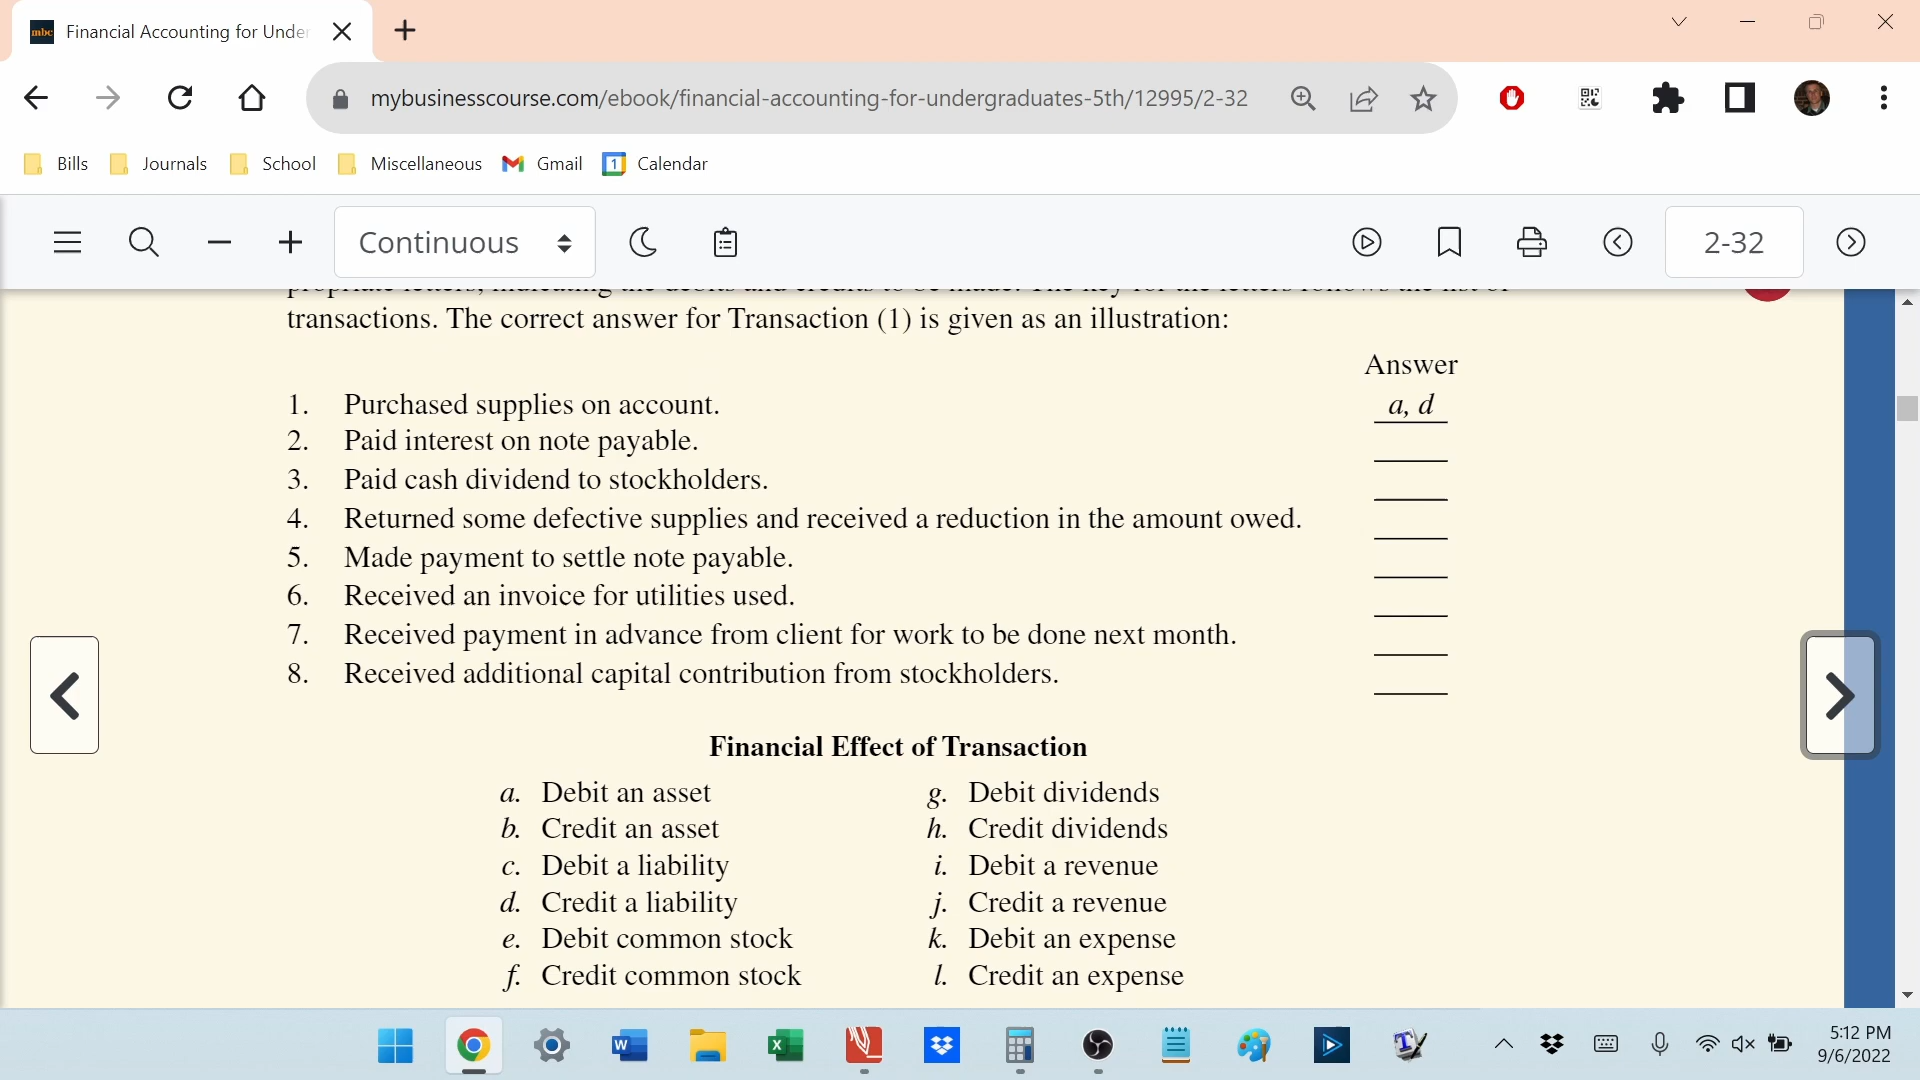 mbc Financial Accounting for Under
mybusinesscourse.com/ebook/financial-accounting-for-undergraduates-5th/12995/2-32
Bills Journals School Miscellaneous Gmail 1 Calendar
Continuous 2-32
transactions. The correct answer for Transaction (1) is given as an illustration:
Answer
1. Purchased supplies on account. a, d
2. Paid interest on note payable.
3. Paid cash dividend to stockholders.
4. Returned some defective supplies and received a reduction in the amount owed.
5. Made payment to settle note payable.
6. Received an invoice for utilities used.
7. Received payment in advance from client for work to be done next month.
8. Received additional capital contribution from stockholders.
Financial Effect of Transaction
a. Debit an asset g. Debit dividends
b. Credit an asset h. Credit dividends
c. Debit a liability i. Debit a revenue
d. Credit a liability j. Credit a revenue
e. Debit common stock k. Debit an expense
f. Credit common stock l. Credit an expense
5:12 PM
9/6/2022